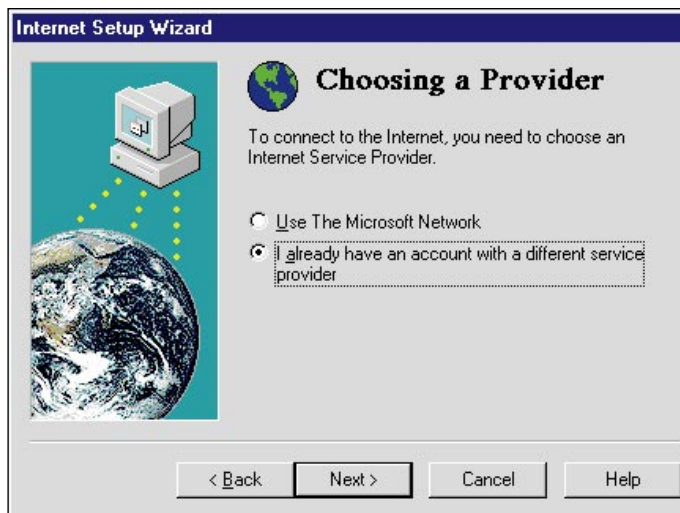 Internet Setup Wizard
Choosing a Provider
To connect to the Internet, you need to choose an
Internet Service Provider.
Use The Microsoft Network
I already have an account with a different service
provider
< Back
Next >
Cancel
Help